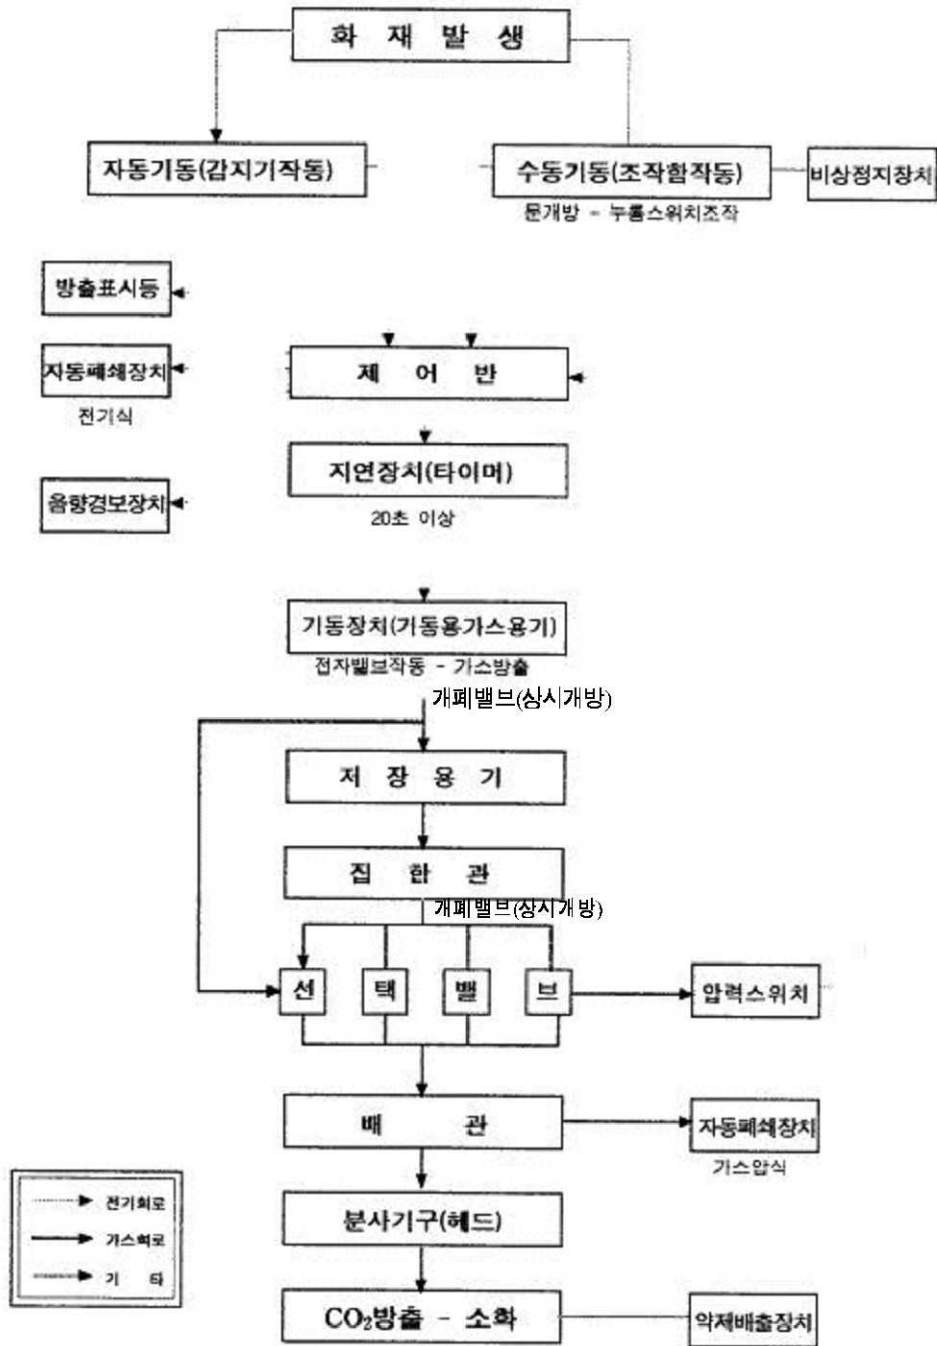 화 재 발 생
자동기동(감지기작동)
수동기동(조작함작동)
비상정지장치
문개방 - 누름스위치조작
방출표시등
자동폐쇄장치
전기식
제 어 반
지연장치(타이머)
20초 이상
음향경보장치
기동장치(기동용가스용기)
전자밸브작동 - 가스방출
개폐밸브(상시개방)
저 장 용 기
집 합 관
개폐밸브(상시개방)
선 택 밸 브
압력스위치
배 관
자동폐쇄장치
가스압식
분사기구(헤드)
CO₂방출 - 소화
약제배출장치
전기회로
가스회로
기 타